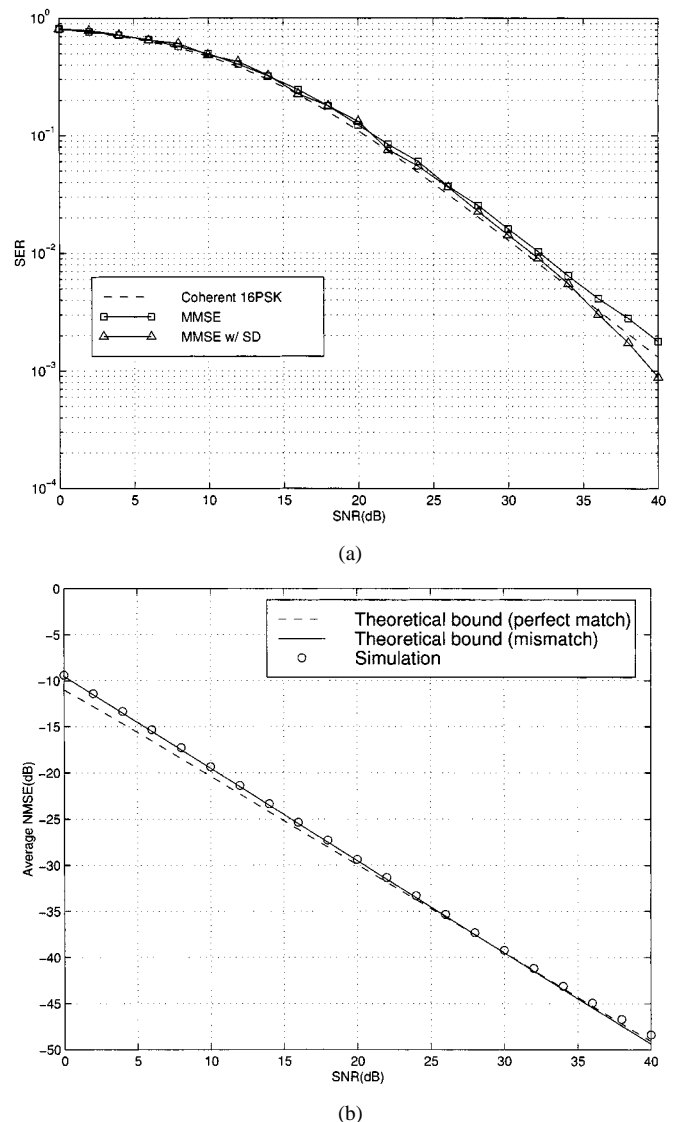 10^0
10^-1
10^-2
10^-3
10^-4
SER
Coherent 16PSK
MMSE
MMSE w/ SD
0 5 10 15 20 25 30 35 40
SNR(dB)
(a)
0
-5
-10
-15
-20
-25
-30
-35
-40
-45
-50
Average NMSE(dB)
Theoretical bound (perfect match)
Theoretical bound (mismatch)
Simulation
0 5 10 15 20 25 30 35 40
SNR(dB)
(b)